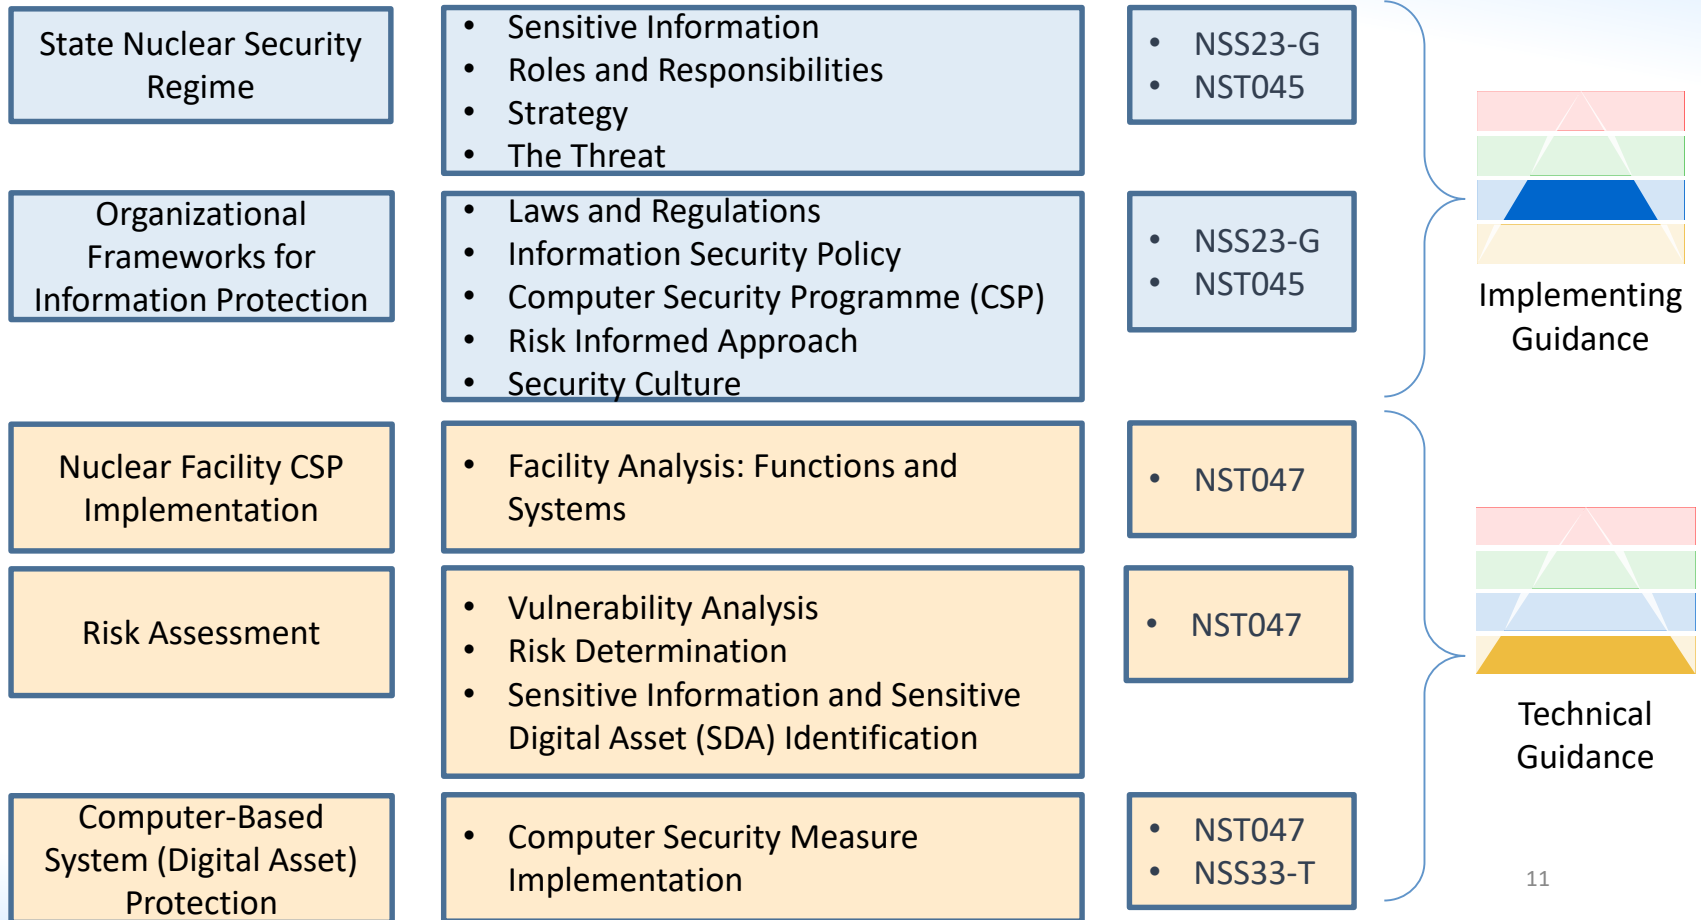 State Nuclear Security
Regime
• Sensitive Information
• Roles and Responsibilities
• Strategy
• The Threat
• NSS23-G
• NST045
Organizational
Frameworks for
Information Protection
• Laws and Regulations
• Information Security Policy
• Computer Security Programme (CSP)
• Risk Informed Approach
• Security Culture
• NSS23-G
• NST045
Implementing
Guidance
Nuclear Facility CSP
Implementation
• Facility Analysis: Functions and
Systems
• NST047
Risk Assessment
• Vulnerability Analysis
• Risk Determination
• Sensitive Information and Sensitive
Digital Asset (SDA) Identification
• NST047
Technical
Guidance
Computer-Based
System (Digital Asset)
Protection
• Computer Security Measure
Implementation
• NST047
• NSS33-T
11